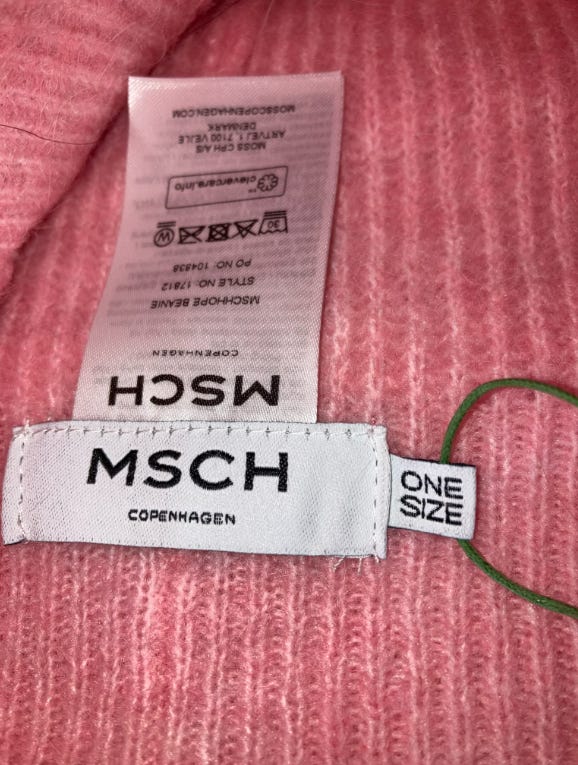 MSCH
COPENHAGEN
ONE
SIZE
MSCH
COPENHAGEN
MSCHHOPE BEANIE
STYLE NO: 17812
PO NO: 104838
30
W
clevercare.info
MOSS CPH A/S
ARTVEJ 1, 7100 VEJLE
DENMARK
MOSSCOPENHAGEN.COM